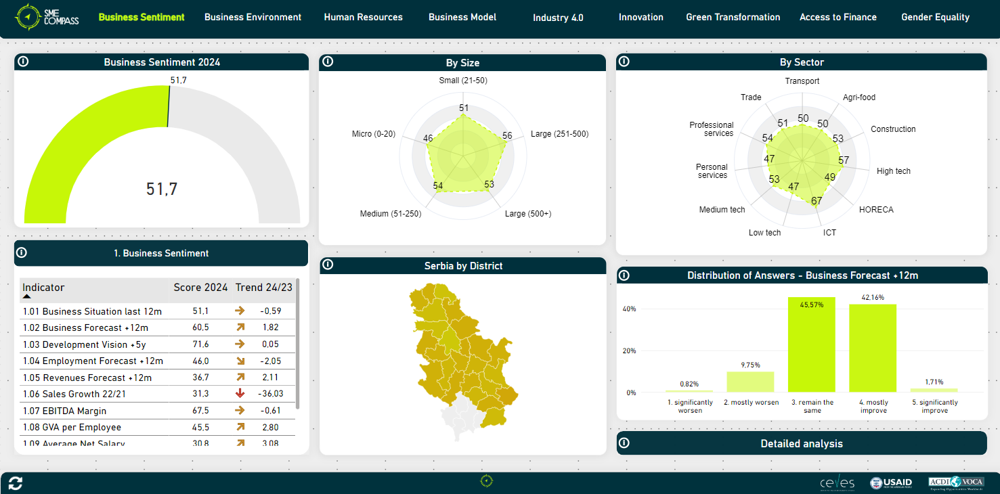 SME
COMPASS
Business Sentiment
Business Environment
Human Resources
Business Model
Industry 4.0
Innovation
Green Transformation
Access to Finance
Gender Equality
Business Sentiment 2024
51,7
51,7
By Size
Small (21-50)
51
Micro (0-20)
46
56
Large (251-500)
54
53
Medium (51-250)
Large (500+)
By Sector
Transport
Trade
Agri-food
51
50
50
Professional
services
54
53
Construction
47
57
Personal
services
High tech
53
47
49
67
Medium tech
HORECA
Low tech
ICT
1. Business Sentiment
Indicator Score 2024 Trend 24/23
1.01 Business Situation last 12m 51,1 -0,59
1.02 Business Forecast +12m 60,5 1,82
1.03 Development Vision +5y 71,6 0,05
1.04 Employment Forecast +12m 46,0 -2,05
1.05 Revenues Forecast +12m 36,7 2,11
1.06 Sales Growth 22/21 31,3 -36,03
1.07 EBITDA Margin 67,5 -0,61
1.08 GVA per Employee 45,5 2,80
1.09 Average Net Salary 30,8 3,08
Serbia by District
Distribution of Answers - Business Forecast +12m
40%
20%
0%
0,82%
9,75%
45,57%
42,16%
1,71%
1. significantly
worsen
2. mostly worsen
3. remain the
same
4. mostly
improve
5. significantly
improve
Detailed analysis
ceves
USAID
FROM THE AMERICAN PEOPLE
ACDI VOCA
Expanding Opportunities Worldwide